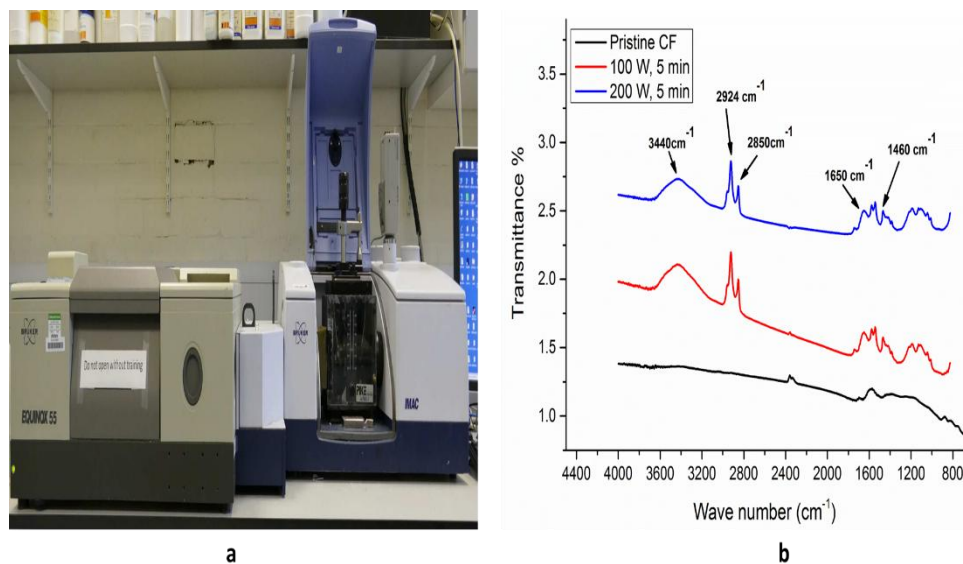 BRUKER
Do not open without training
EQUINOX 55
BRUKER
PIKE
IMAC
a
Pristine CF
100 W, 5 min
200 W, 5 min
3440cm-1
2924 cm-1
2850cm-1
1650 cm-1
1460 cm-1
Transmittance %
3.5
3.0
2.5
2.0
1.5
1.0
4400 4000 3600 3200 2800 2400 2000 1600 1200 800
Wave number (cm-1)
b